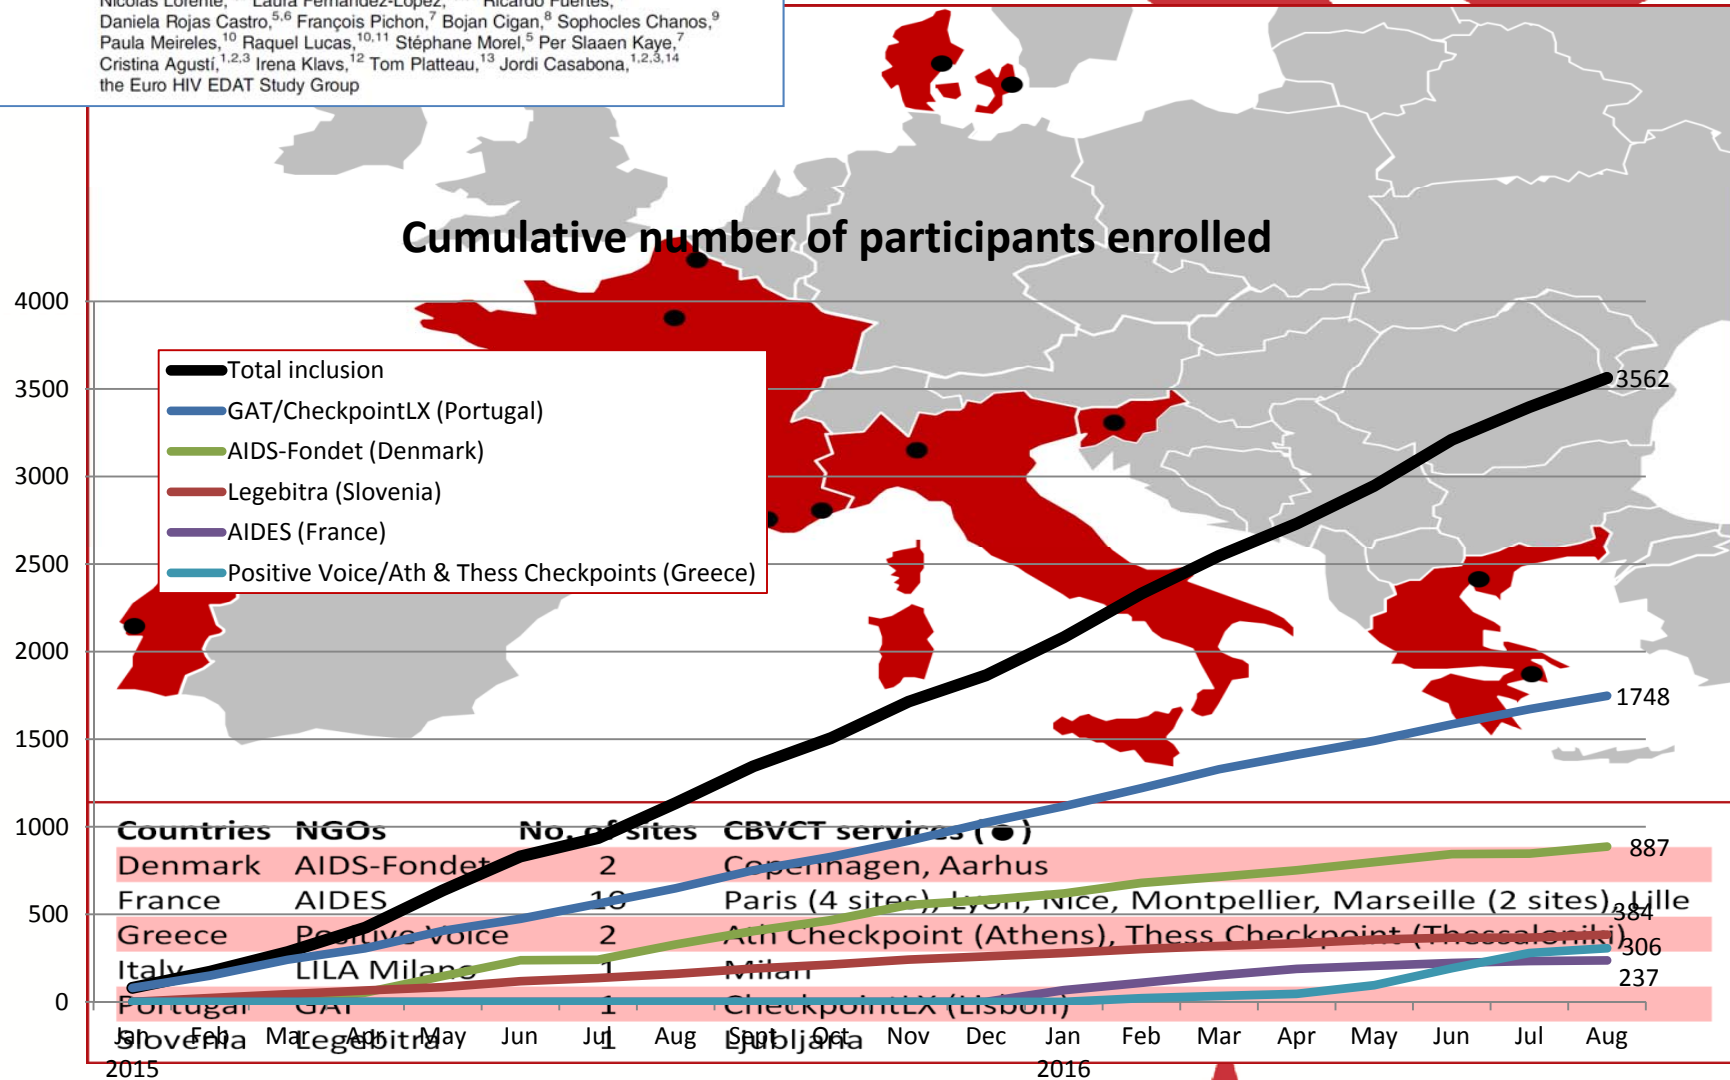 Nicolas Lorente, Laura Fernàndez-López, Ricardo Fuertes,
Daniela Rojas Castro,5,6 François Pichon,7 Bojan Cigan,8 Sophocles Chanos,9
Paula Meireles,10 Raquel Lucas,10,11 Stéphane Morel,5 Per Slaaen Kaye,7
Cristina Agustí,1,2,3 Irena Klavs,12 Tom Platteau,13 Jordi Casabona,1,2,3,14
the Euro HIV EDAT Study Group
Cumulative number of participants enrolled
4000
3500
3000
2500
2000
1500
1000
500
0
Total inclusion
GAT/CheckpointLX (Portugal)
AIDS-Fondet (Denmark)
Legebitra (Slovenia)
AIDES (France)
Positive Voice/Ath & Thess Checkpoints (Greece)
3562
1748
887
384
306
237
Countries NGOs No. of sites CBVCT services (●)
Denmark AIDS-Fondet 2 Copenhagen, Aarhus
France AIDES 10 Paris (4 sites), Lyon, Nice, Montpellier, Marseille (2 sites), Lille
Greece Positive Voice 2 Ath Checkpoint (Athens), Thess Checkpoint (Thessaloniki)
Italy LILA Milano 1 Milan
Portugal GAT 1 CheckpointLX (Lisbon)
Slovenia Legebitra 1 Ljubljana
Jan Feb Mar Apr May Jun Jul Aug Sept Oct Nov Dec Jan Feb Mar Apr May Jun Jul Aug
2015 2016